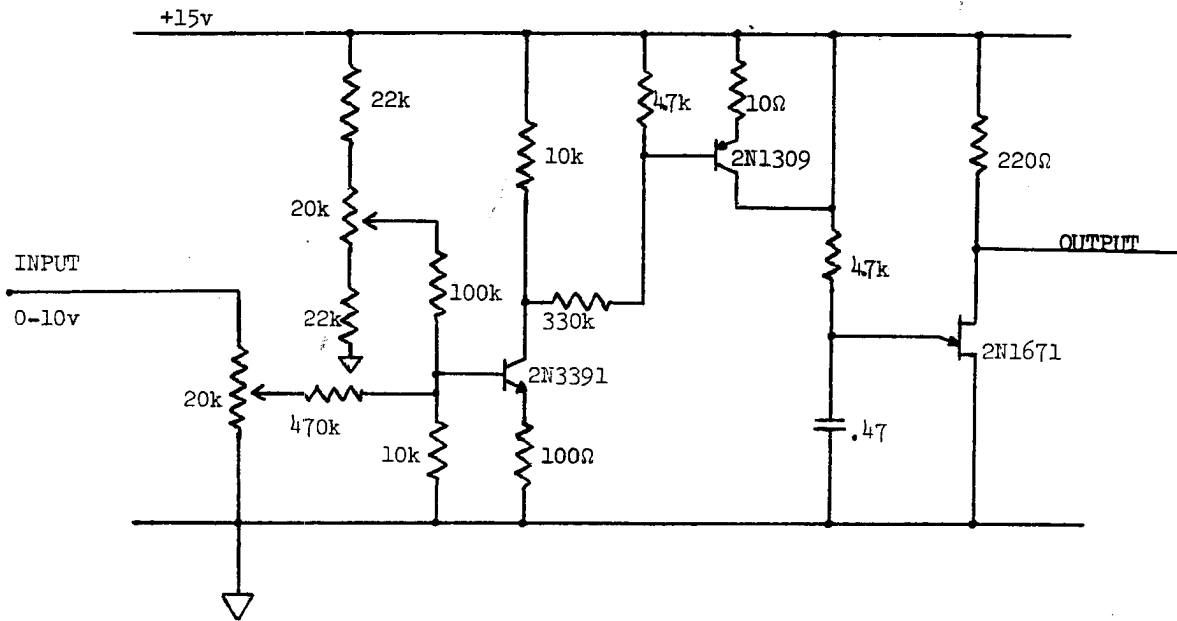 +15v
22k
47k
10Ω
10k
2N1309
220Ω
20k
INPUT
OUTPUT
47k
100k
0-10v
22k
330k
2N3391
2N1671
20k
470k
.47
10k
100Ω